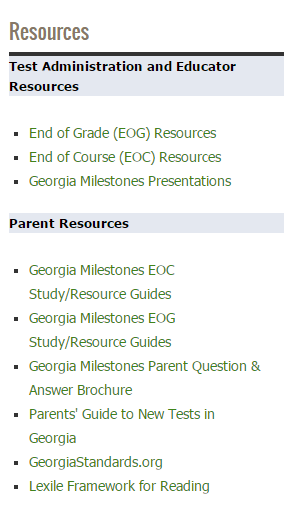 Resources
Test Administration and Educator
Resources
End of Grade (EOG) Resources
End of Course (EOC) Resources
Georgia Milestones Presentations
Parent Resources
Georgia Milestones EOC
Study/Resource Guides
Georgia Milestones EOG
Study/Resource Guides
Georgia Milestones Parent Question &
Answer Brochure
Parents' Guide to New Tests in
Georgia
GeorgiaStandards.org
Lexile Framework for Reading